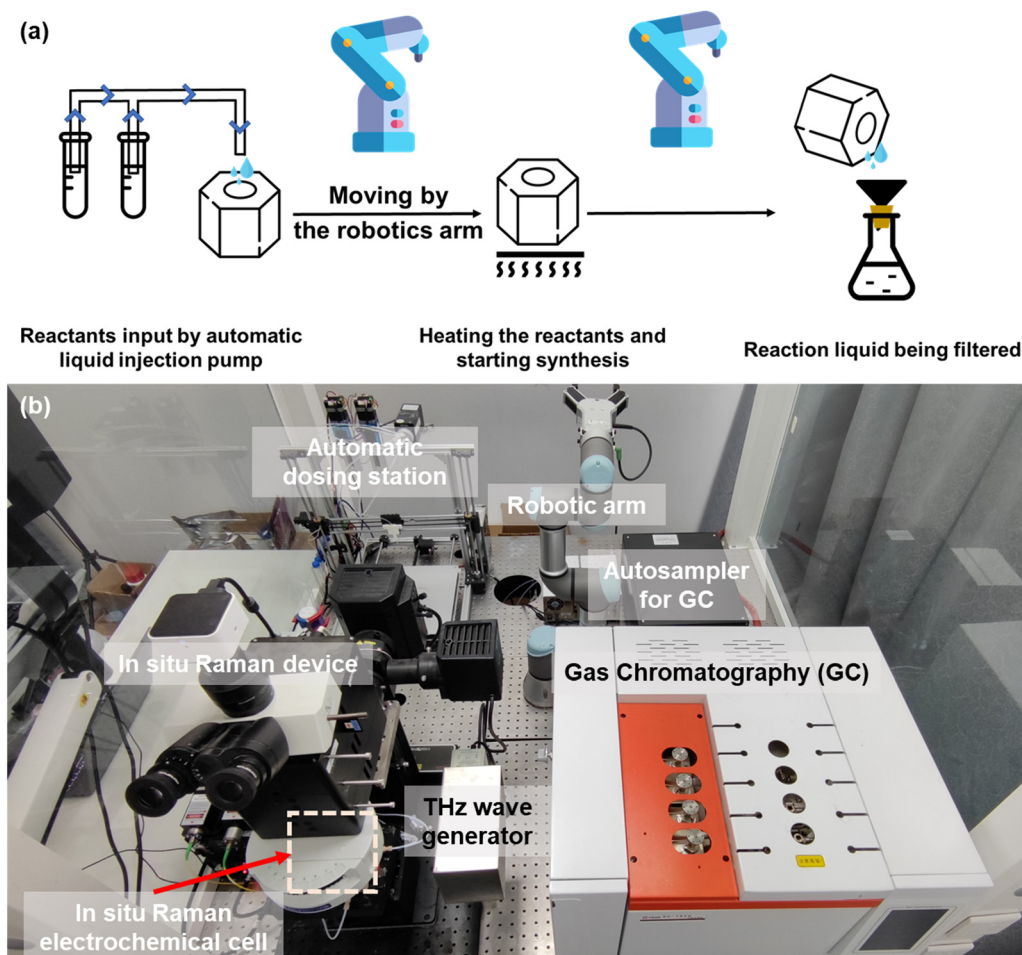 (a)
Moving by
the robotics arm
Reactants input by automatic
liquid injection pump
Heating the reactants and
starting synthesis
Reaction liquid being filtered
(b)
Automatic
dosing station
Robotic arm
Autosampler
for GC
In situ Raman device
Gas Chromatography (GC)
THz wave
generator
In situ Raman
electrochemical cell